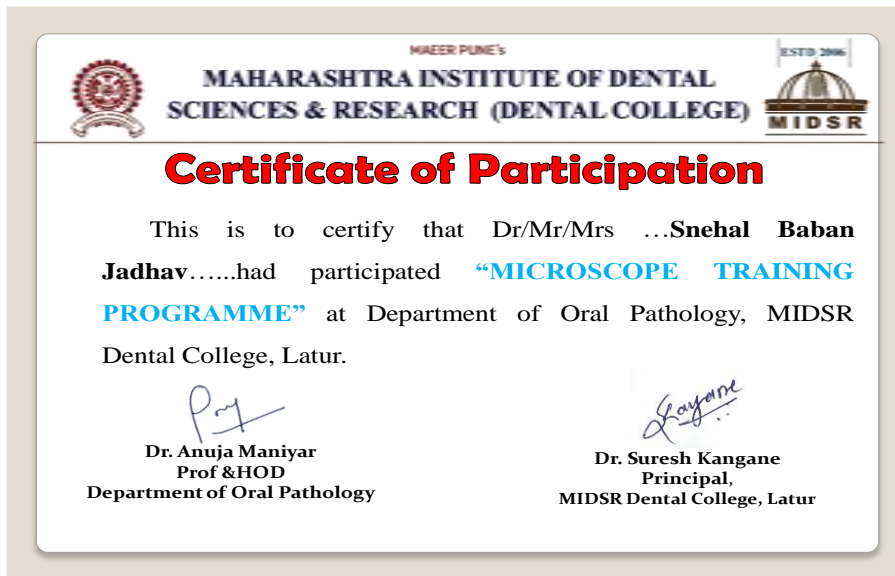 MAEER PUNE's
MAHARASHTRA INSTITUTE OF DENTAL
SCIENCES & RESEARCH (DENTAL COLLEGE)
ESTD 2006
MIDSR
Certificate of Participation
This is to certify that Dr/Mr/Mrs …Snehal Baban
Jadhav…...had participated “MICROSCOPE TRAINING
PROGRAMME” at Department of Oral Pathology, MIDSR
Dental College, Latur.
Dr. Anuja Maniyar
Prof &HOD
Department of Oral Pathology
Dr. Suresh Kangane
Principal,
MIDSR Dental College, Latur